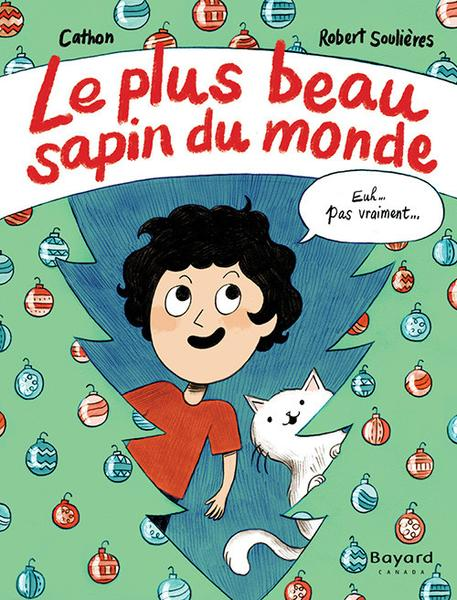 Cathon
Robert Soulières
Le plus beau
sapin du monde
Euh...
Pas vraiment...
Bayard
CANADA